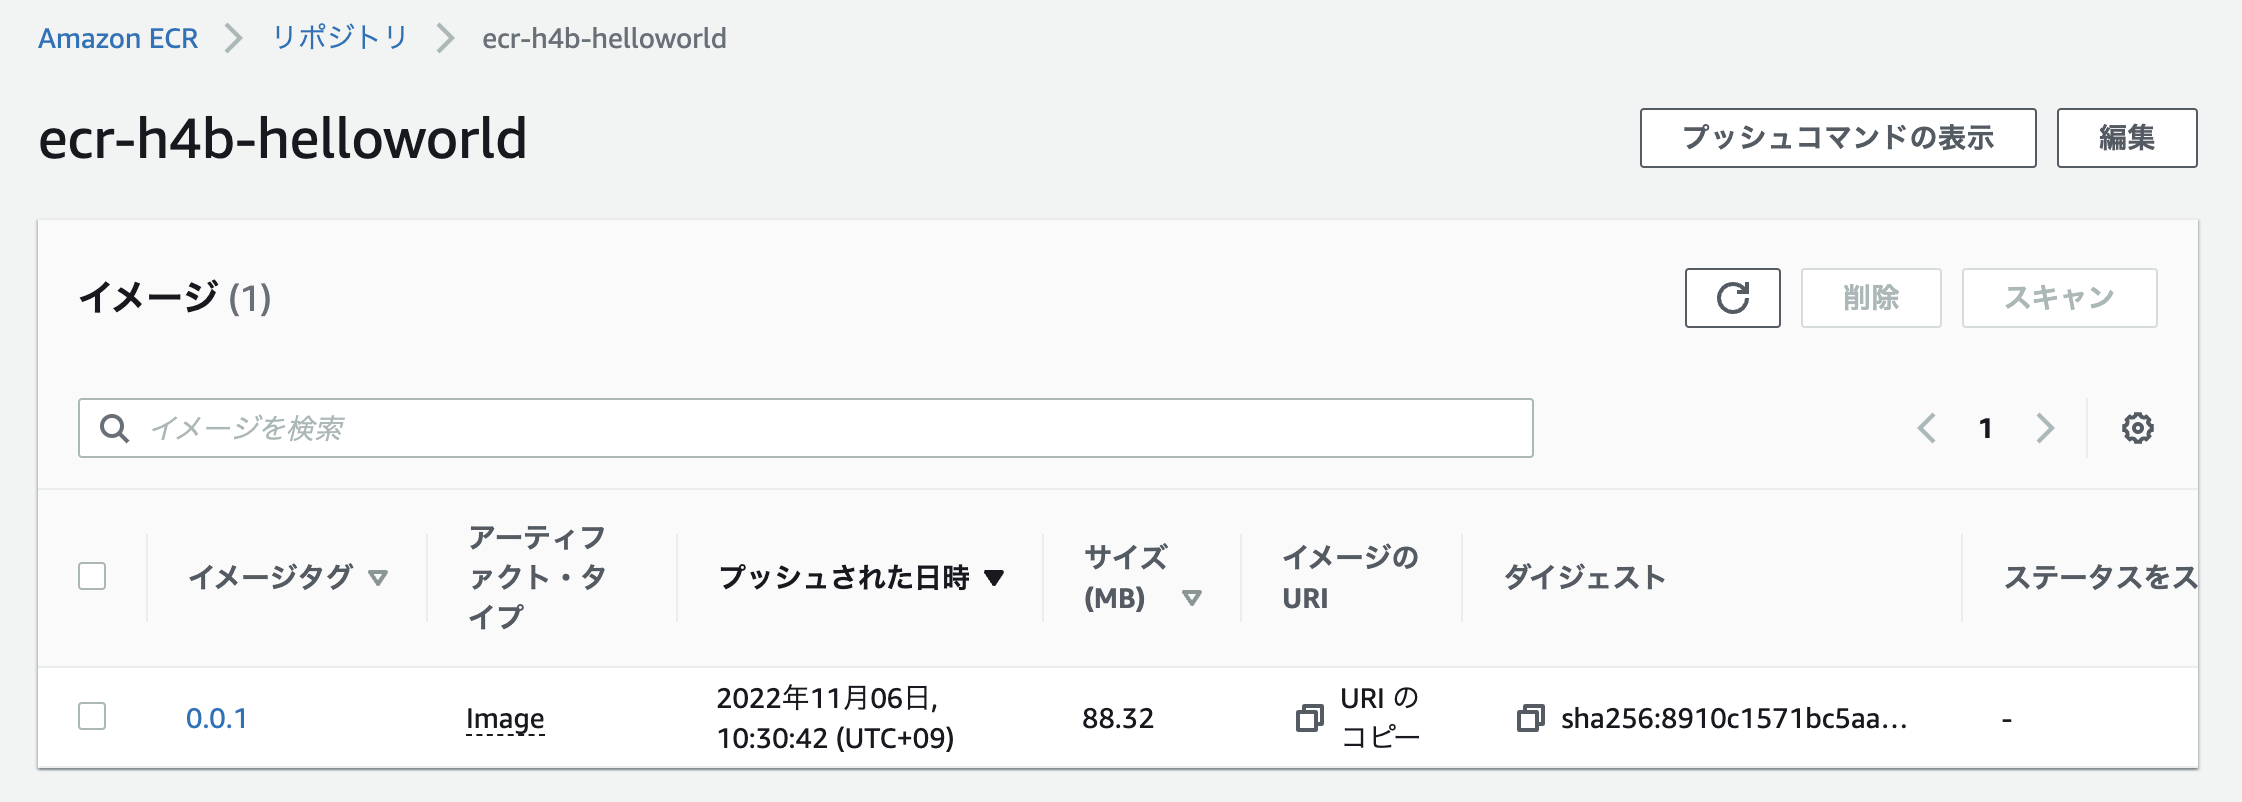 Amazon ECR > リポジトリ > ecr-h4b-helloworld
ecr-h4b-helloworld
プッシュコマンドの表示
編集
イメージ (1)
削除
スキャン
イメージを検索
1
イメージタグ
アーティフ
ァクト・タ
イプ
プッシュされた日時
サイズ
(MB)
イメージの
URI
ダイジェスト
ステータスをス
0.0.1
Image
2022年11月06日,
10:30:42 (UTC+09)
88.32
URI の
コピー
sha256:8910c1571bc5aa...
-